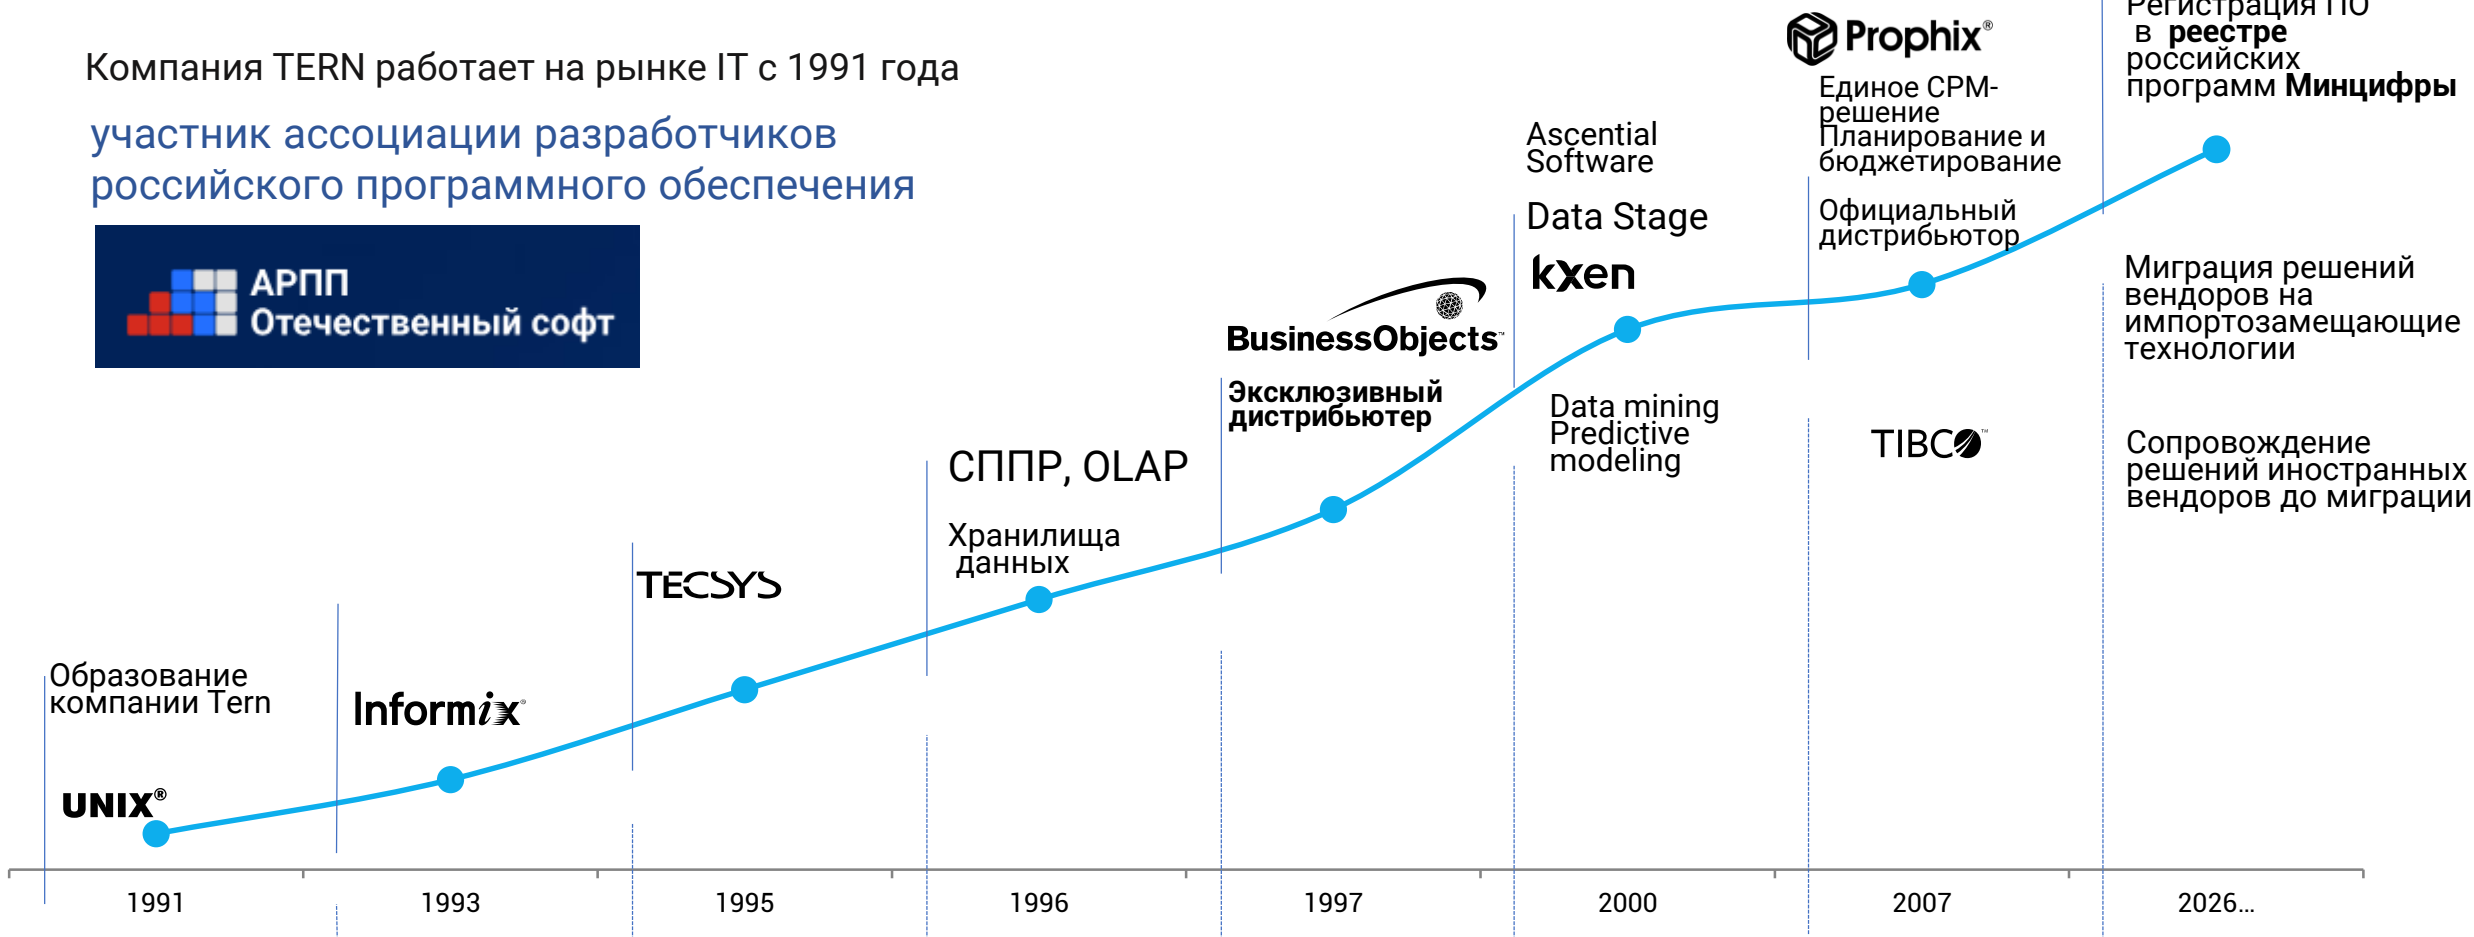 Компания TERN работает на рынке IT с 1991 года
участник ассоциации разработчиков
российского программного обеспечения
АРПП
Отечественный софт
Образование
компании Tern
UNIX®
Informix®
TECSYS
СППР, OLAP
Хранилища
данных
BusinessObjects™
Эксклюзивный
дистрибьютер
Ascential
Software
Data Stage
kxen
Data mining
Predictive
modeling
Prophix®
Единое CPM-
решение
Планирование и
бюджетирование
Официальный
дистрибьютор
TIBCO™
Регистрация ПО
в реестре
российских
программ Минцифры
Миграция решений
вендоров на
импортозамещающие
технологии
Сопровождение
решений иностранных
вендоров до миграции
1991
1993
1995
1996
1997
2000
2007
2026...